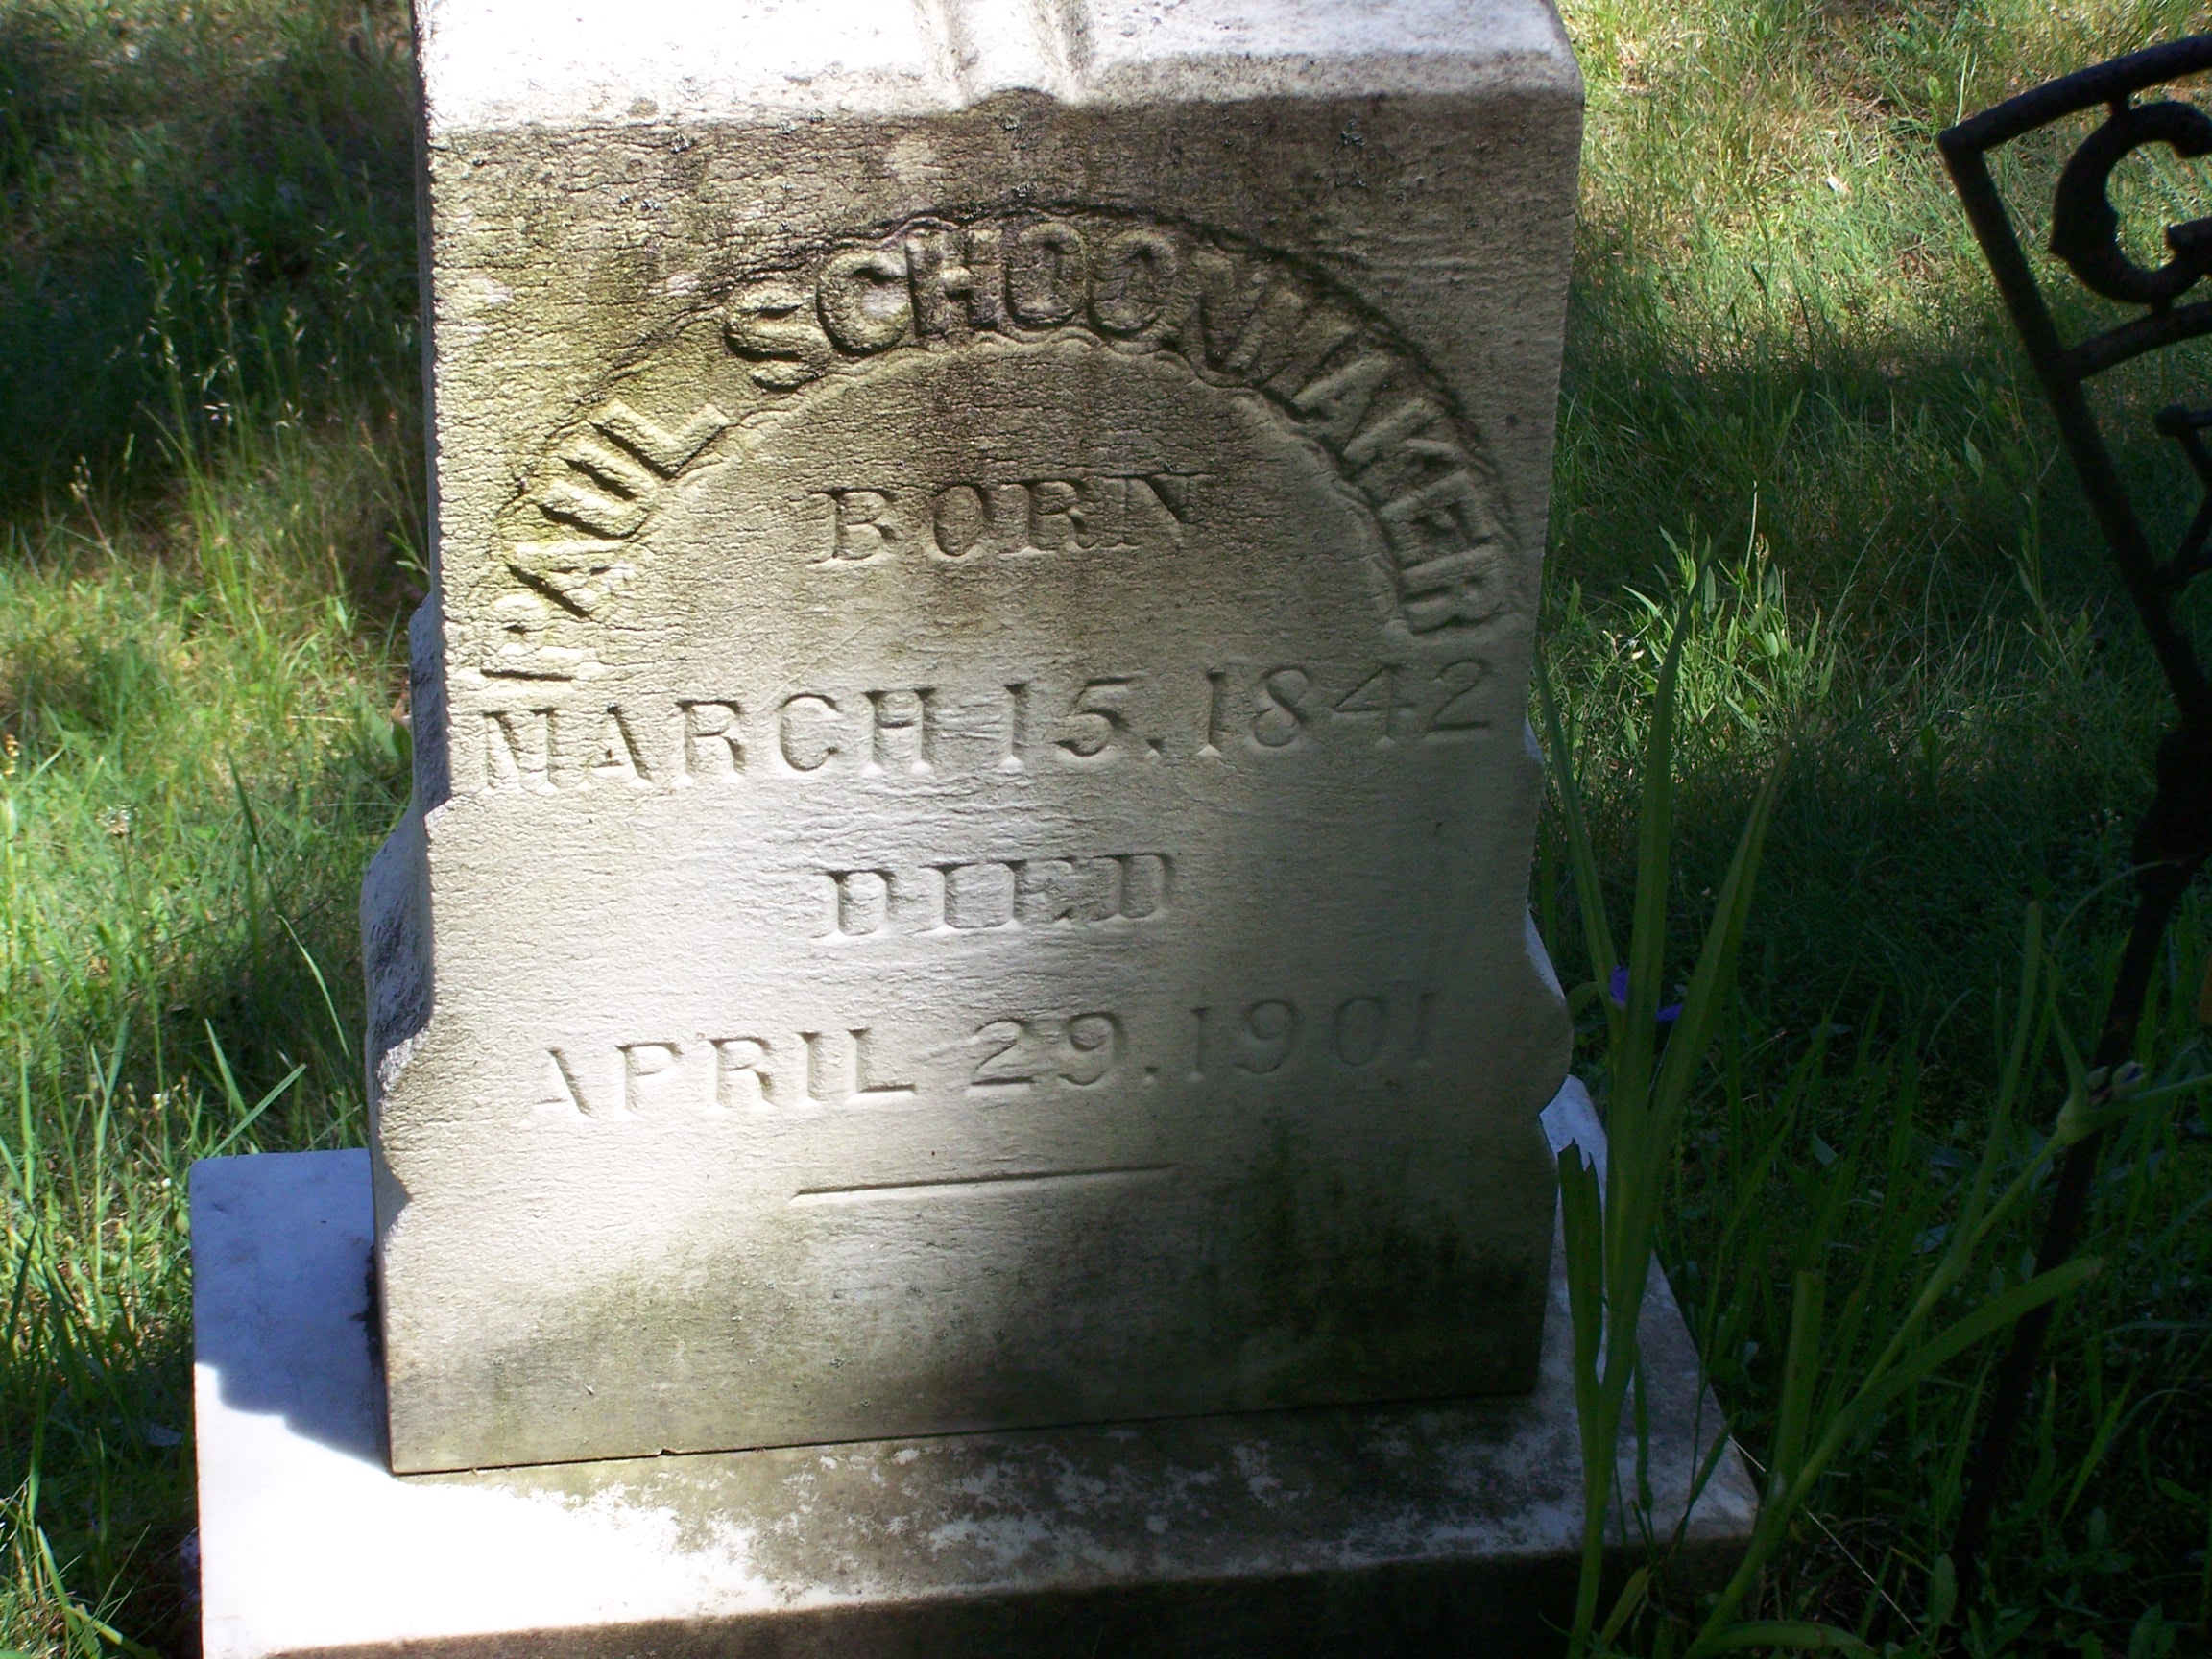 PAUL SCHOONMAKER
BORN
MARCH 15, 1842
DIED
APRIL 29, 1901
G